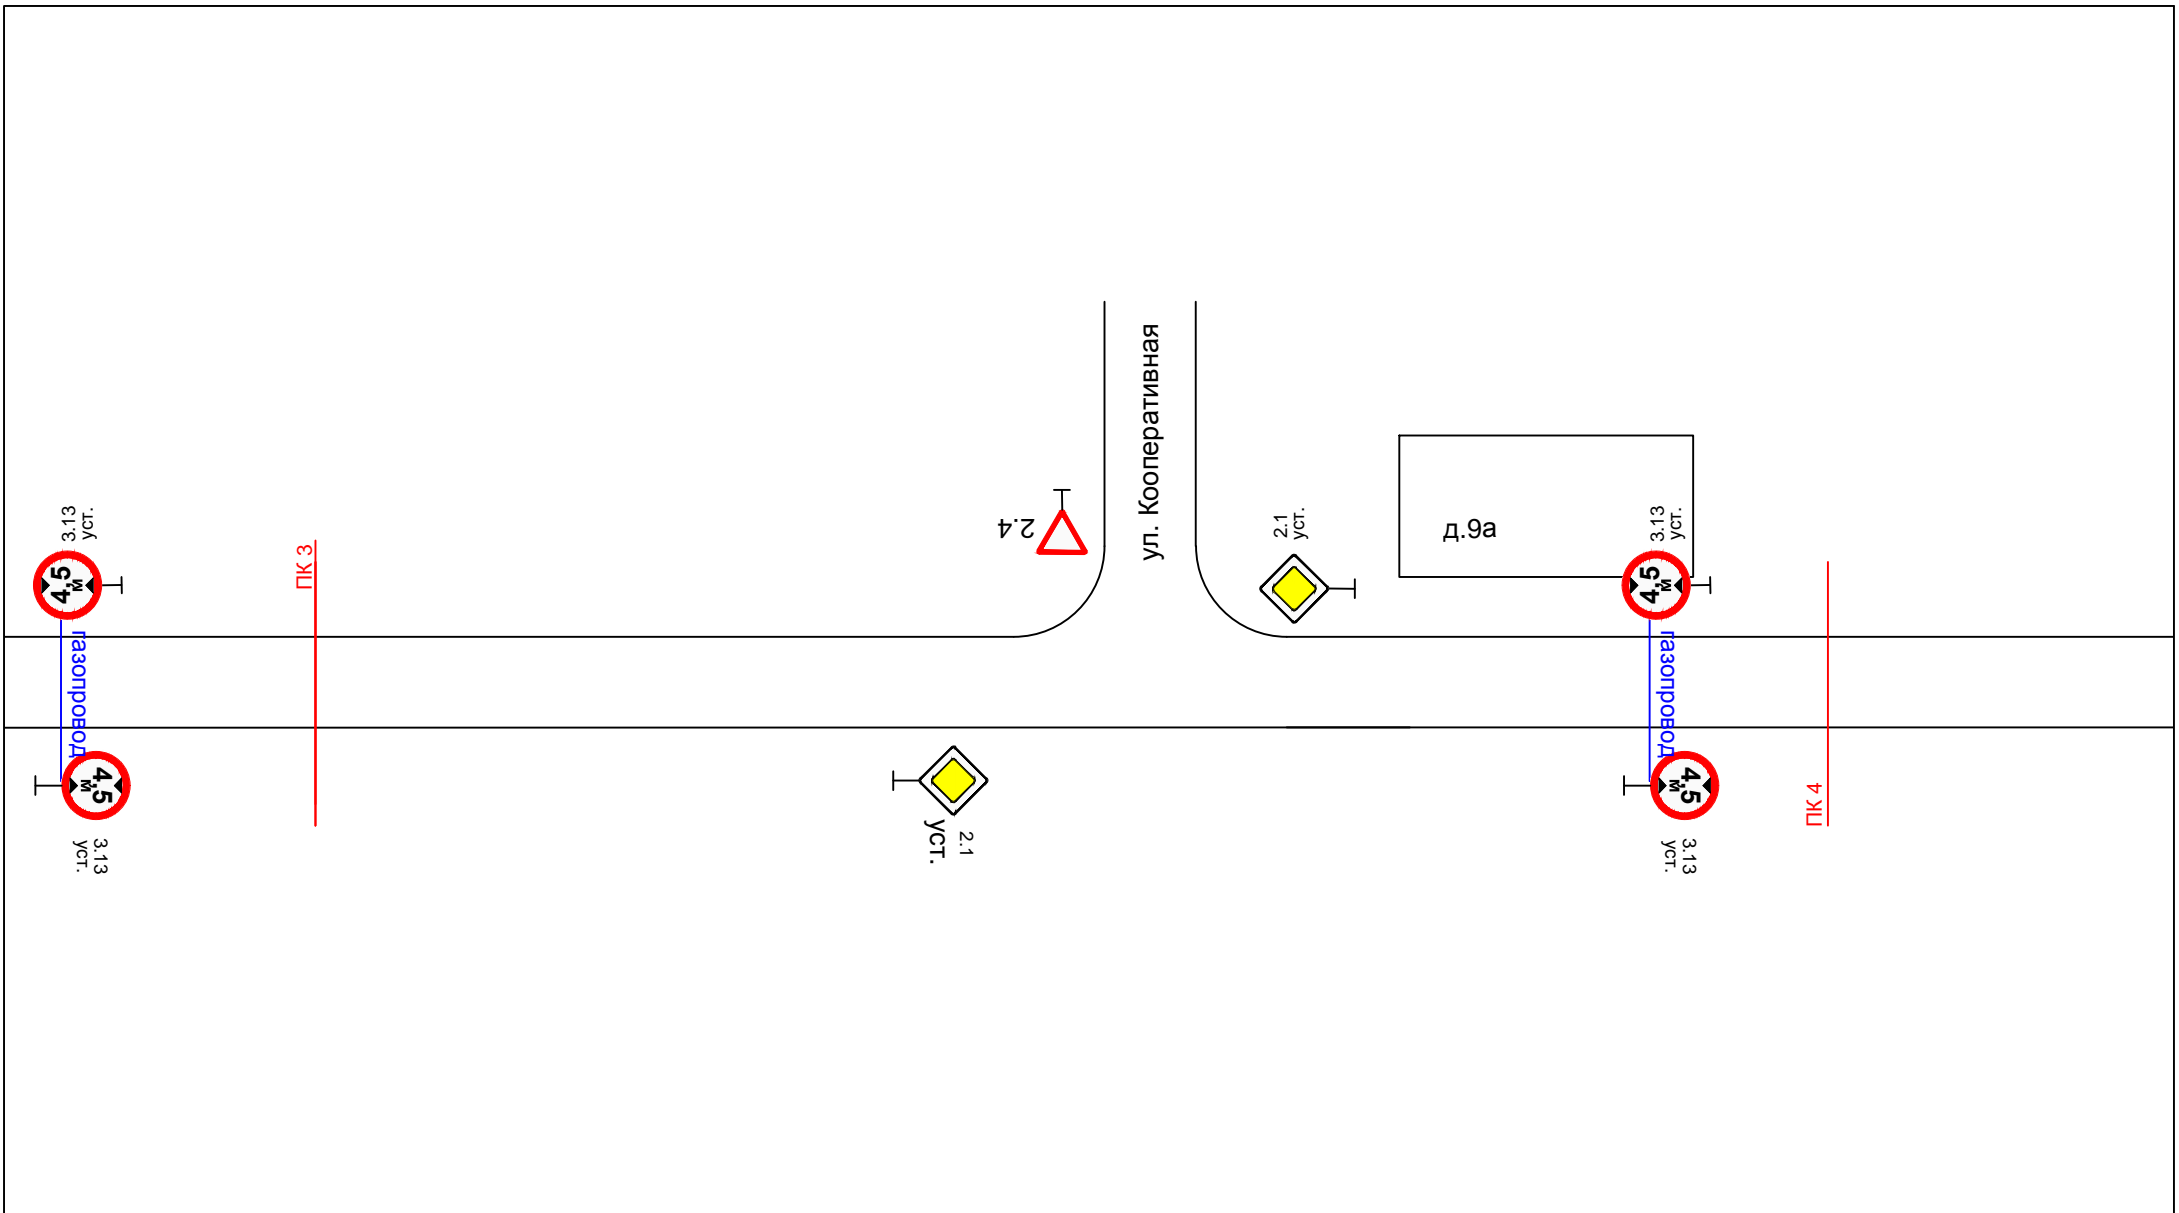 ул. Кооперативная
3.13
уст.
4,5
м
газопровод
4,5
м
3.13
уст.
ПК 3
2.4
2.1
уст.
2.1
уст.
д.9а
3.13
уст.
4,5
м
газопровод
4,5
м
3.13
уст.
ПК 4